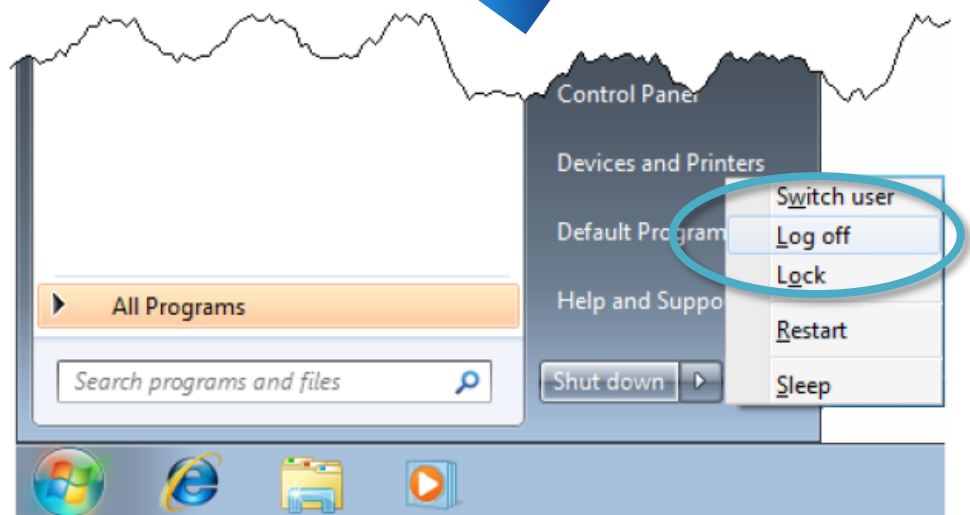 Control Panel
Devices and Printers
Switch user
Default Program
Log off
Lock
All Programs
Help and Suppo
Restart
Search programs and files
Shut down
Sleep